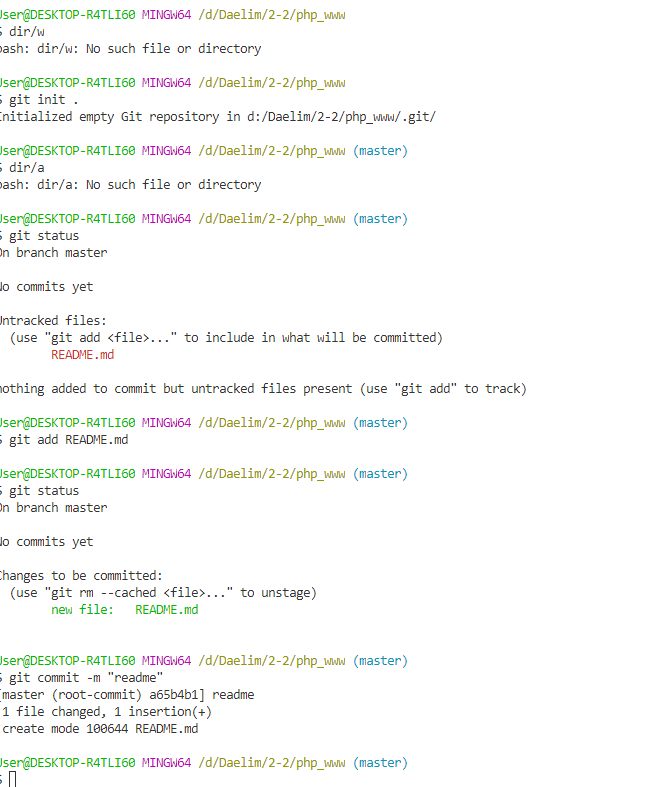 User@DESKTOP-R4TLI60 MINGW64 /d/Daelim/2-2/php_www
$ dir/w
bash: dir/w: No such file or directory
User@DESKTOP-R4TLI60 MINGW64 /d/Daelim/2-2/php_www
$ git init .
Initialized empty Git repository in d:/Daelim/2-2/php_www/.git/
User@DESKTOP-R4TLI60 MINGW64 /d/Daelim/2-2/php_www (master)
$ dir/a
bash: dir/a: No such file or directory
User@DESKTOP-R4TLI60 MINGW64 /d/Daelim/2-2/php_www (master)
$ git status
On branch master
No commits yet
Untracked files:
  (use "git add <file>..." to include in what will be committed)
        README.md
nothing added to commit but untracked files present (use "git add" to track)
User@DESKTOP-R4TLI60 MINGW64 /d/Daelim/2-2/php_www (master)
$ git add README.md
User@DESKTOP-R4TLI60 MINGW64 /d/Daelim/2-2/php_www (master)
$ git status
On branch master
No commits yet
Changes to be committed:
  (use "git rm --cached <file>..." to unstage)
        new file:   README.md
User@DESKTOP-R4TLI60 MINGW64 /d/Daelim/2-2/php_www (master)
$ git commit -m "readme"
[master (root-commit) a65b4b1] readme
 1 file changed, 1 insertion(+)
 create mode 100644 README.md
User@DESKTOP-R4TLI60 MINGW64 /d/Daelim/2-2/php_www (master)
$